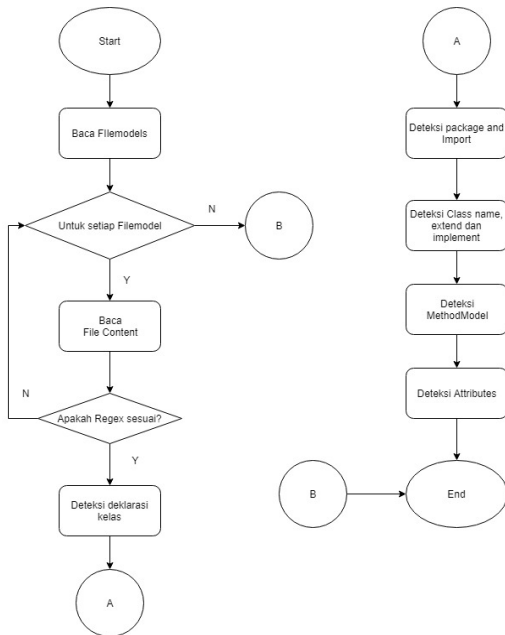 Start
Baca FIlemodels
Untuk setiap Filemodel
N
B
Y
Baca
File Content
N
Apakah Regex sesuai?
Y
Deteksi deklarasi
kelas
A
A
Deteksi package and
Import
Deteksi Class name,
extend dan
implement
Deteksi
MethodModel
Deteksi Attributes
B
End